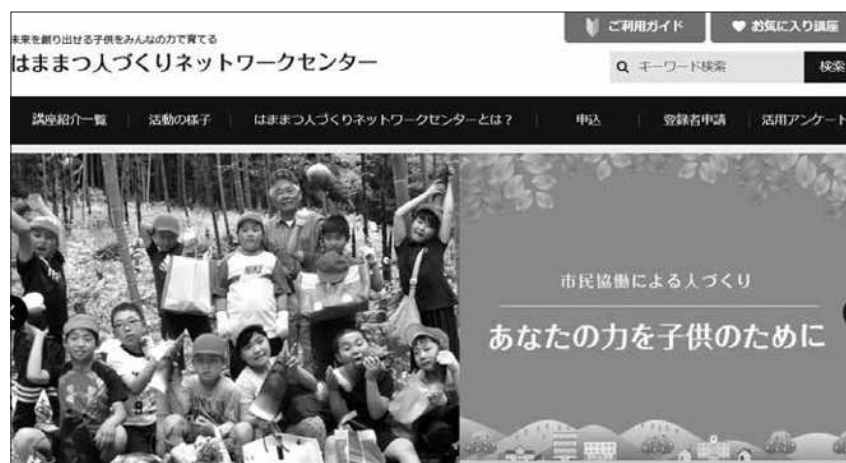 ご利用ガイド
お気に入り講座
未来を創り出せる子供をみんなの力で育てる
はままつ人づくりネットワークセンター
キーワード検索
検索
講座紹介一覧
活動の様子
はままつ人づくりネットワークセンターとは？
申込
登録者申請
活用アンケート
NIKE
市民協働による人づくり
あなたの力を子供のために